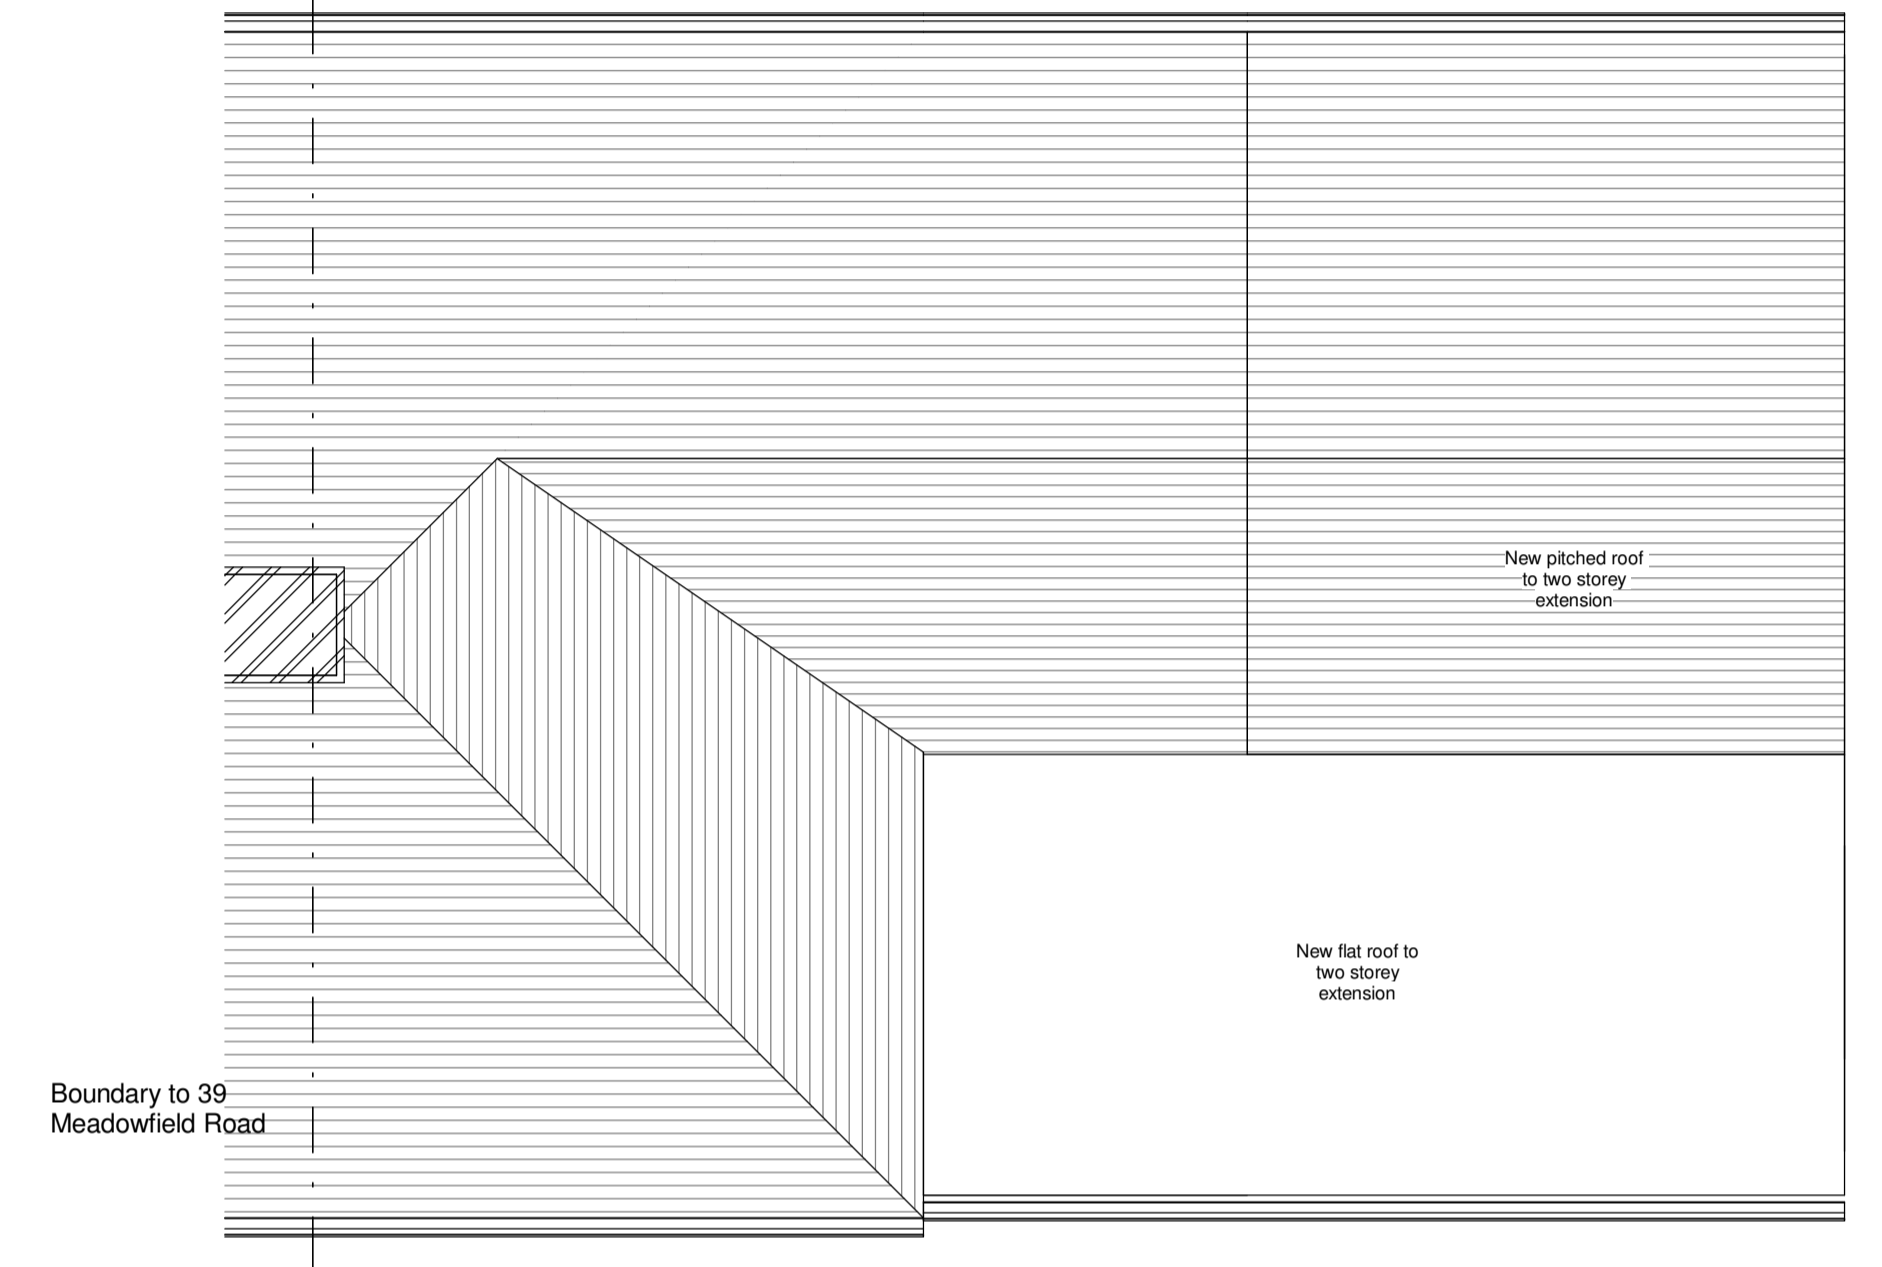 New pitched roof
to two storey
extension
New flat roof to
two storey
extension
Boundary to 39
Meadowfield Road